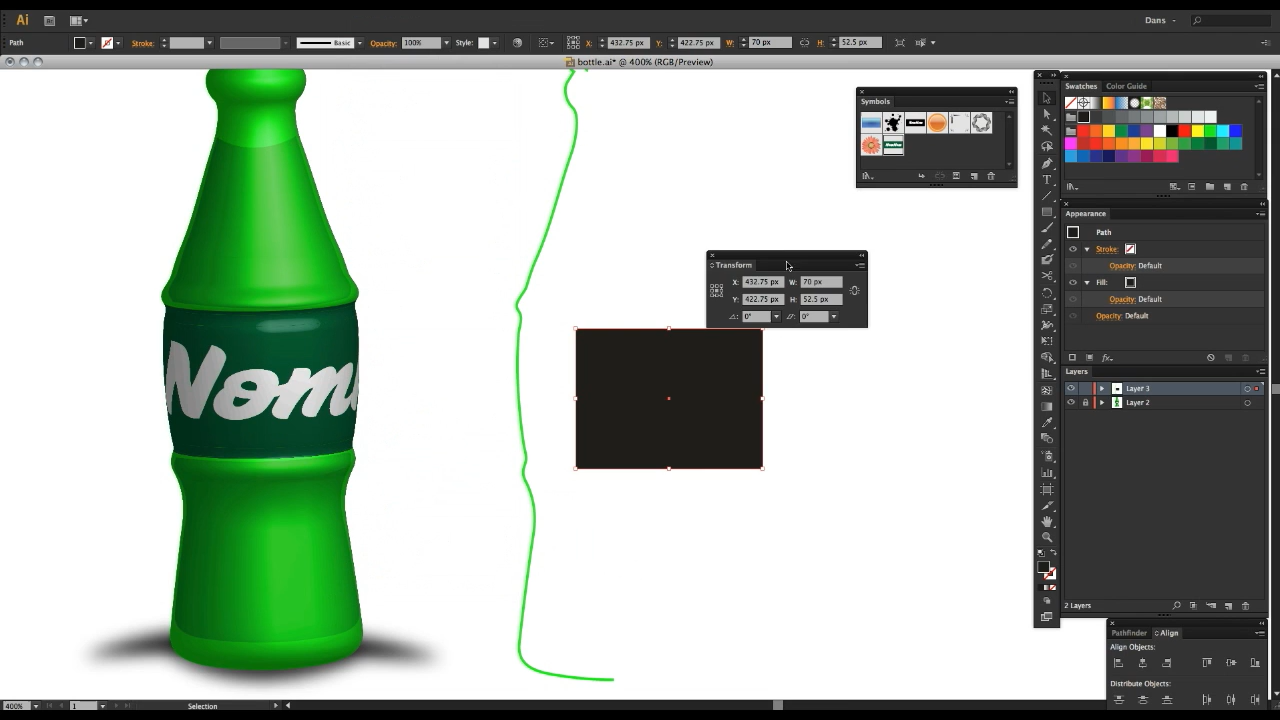 Ai Br Dans
Path Stroke: Basic Opacity: 100% Style: X: 432.75 px Y: 422.75 px W: 70 px H: 52.5 px
bottle.ai* @ 400% (RGB/Preview)
Symbols
Transform
X: 432.75 px W: 70 px
Y: 422.75 px H: 52.5 px
0° 0°
Swatches Color Guide
Appearance
Path
Stroke:
Opacity: Default
Fill:
Opacity: Default
Opacity: Default
fx
Layers
Layer 3
Layer 2
2 Layers
Pathfinder Align
Align Objects:
Distribute Objects:
400% 1 Selection